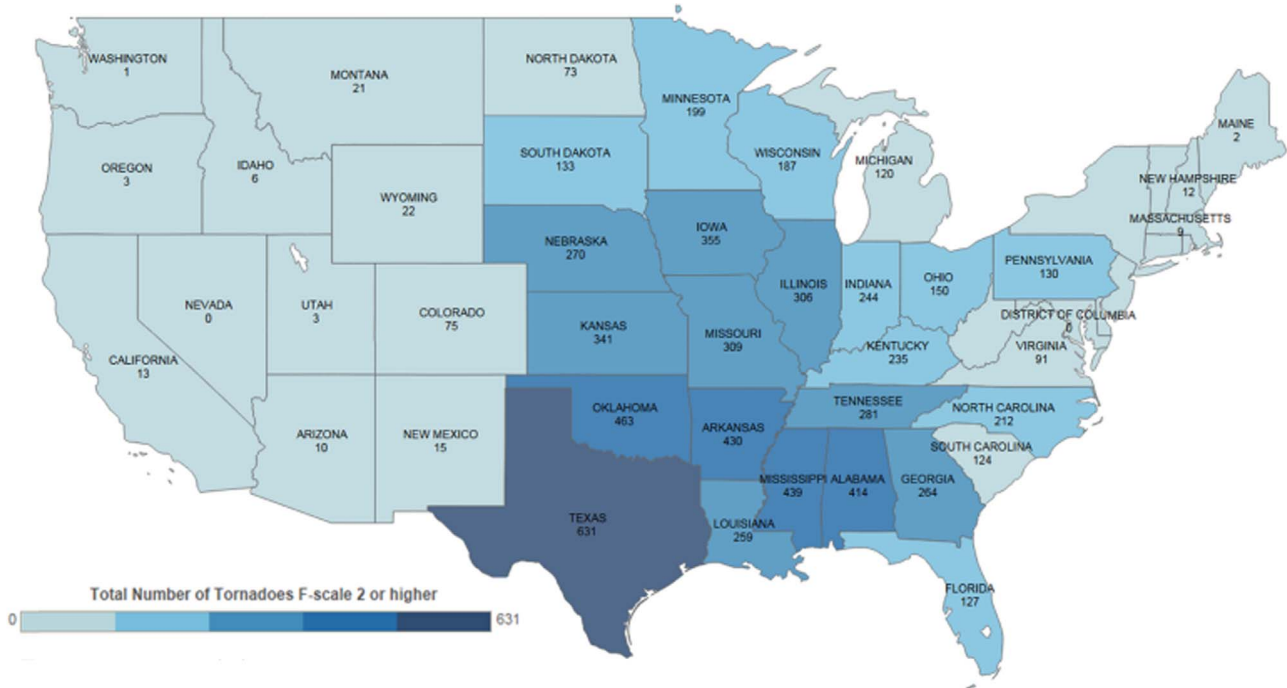 WASHINGTON
1
MONTANA
21
NORTH DAKOTA
73
MINNESOTA
199
MAINE
2
OREGON
3
IDAHO
6
SOUTH DAKOTA
133
WISCONSIN
187
MICHIGAN
120
NEW HAMPSHIRE
12
WYOMING
22
MASSACHUSETTS
9
NEBRASKA
270
IOWA
355
PENNSYLVANIA
130
NEVADA
0
UTAH
3
COLORADO
75
ILLINOIS
306
INDIANA
244
OHIO
150
KANSAS
341
MISSOURI
309
DISTRICT OF COLUMBIA
0
CALIFORNIA
13
KENTUCKY
235
VIRGINIA
91
TENNESSEE
281
NORTH CAROLINA
212
ARIZONA
10
NEW MEXICO
15
OKLAHOMA
463
ARKANSAS
430
SOUTH CAROLINA
124
MISSISSIPPI
439
ALABAMA
414
GEORGIA
264
TEXAS
631
LOUISIANA
259
FLORIDA
127
Total Number of Tornadoes F-scale 2 or higher
0 631